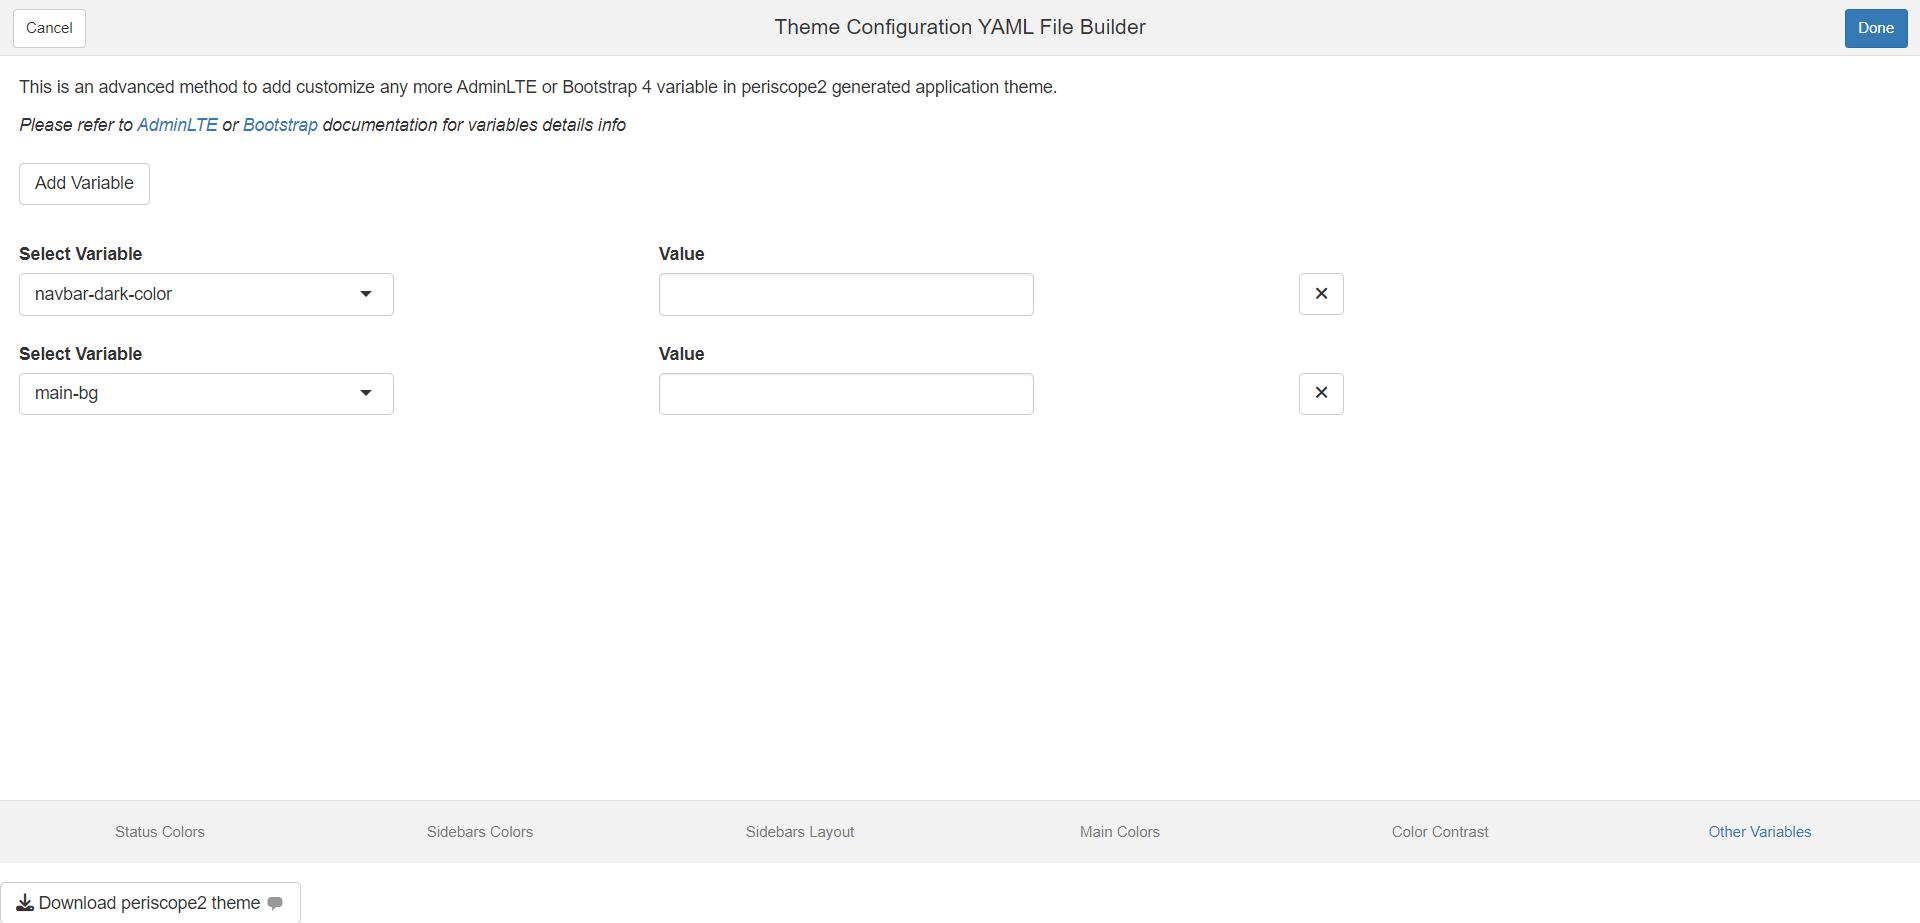 Cancel
Theme Configuration YAML File Builder
Done
This is an advanced method to add customize any more AdminLTE or Bootstrap 4 variable in periscope2 generated application theme.
Please refer to AdminLTE or Bootstrap documentation for variables details info
Add Variable
Select Variable
Value
navbar-dark-color
Select Variable
Value
main-bg
Status Colors
Sidebars Colors
Sidebars Layout
Main Colors
Color Contrast
Other Variables
Download periscope2 theme